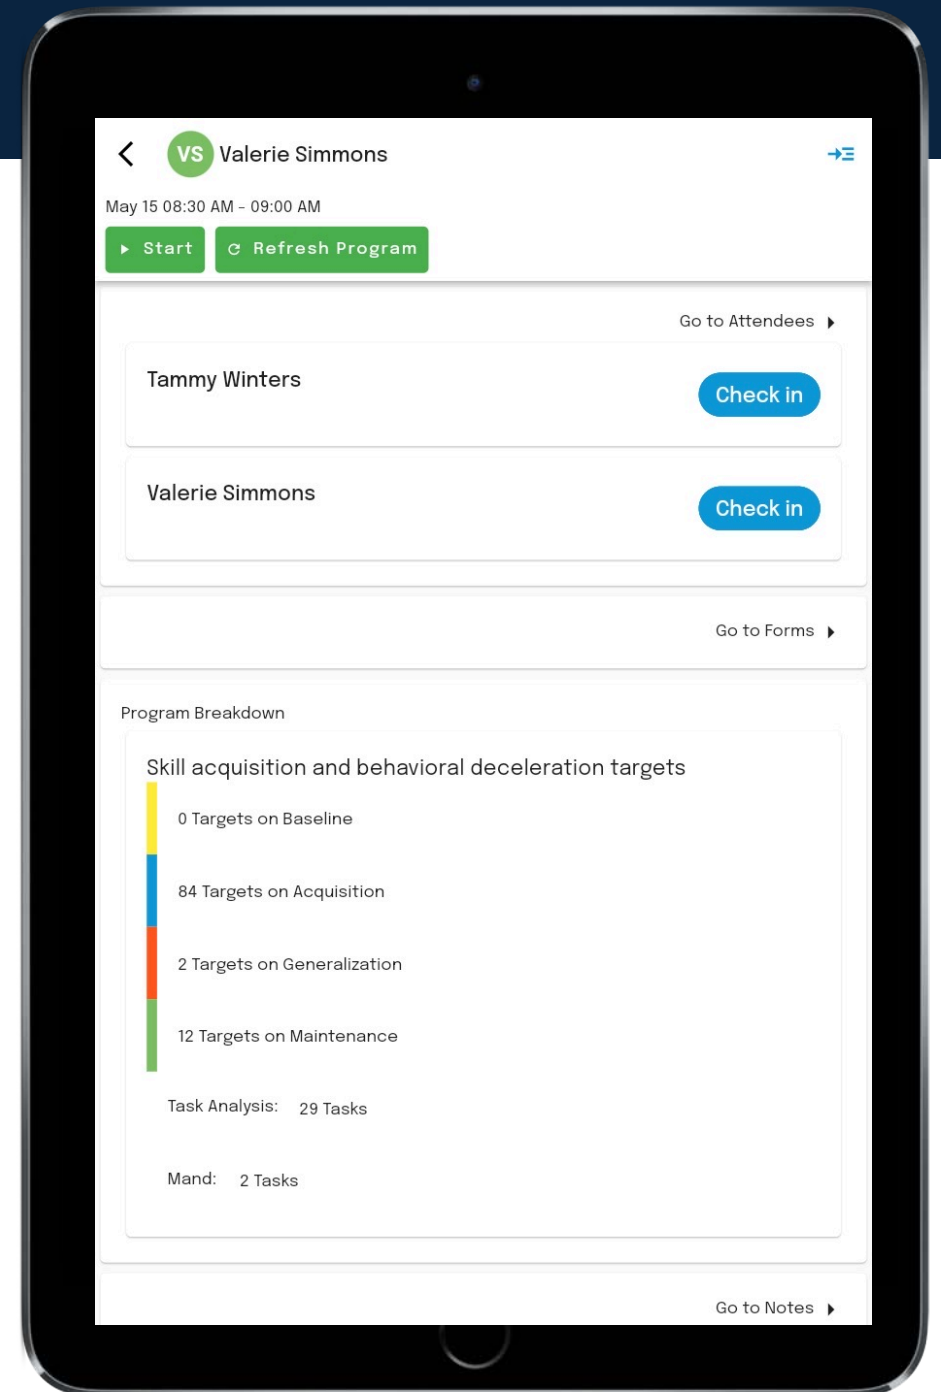 VS Valerie Simmons
May 15 08:30 AM - 09:00 AM
Start
Refresh Program
Go to Attendees
Tammy Winters
Check in
Valerie Simmons
Check in
Go to Forms
Program Breakdown
Skill acquisition and behavioral deceleration targets
0 Targets on Baseline
84 Targets on Acquisition
2 Targets on Generalization
12 Targets on Maintenance
Task Analysis: 29 Tasks
Mand: 2 Tasks
Go to Notes